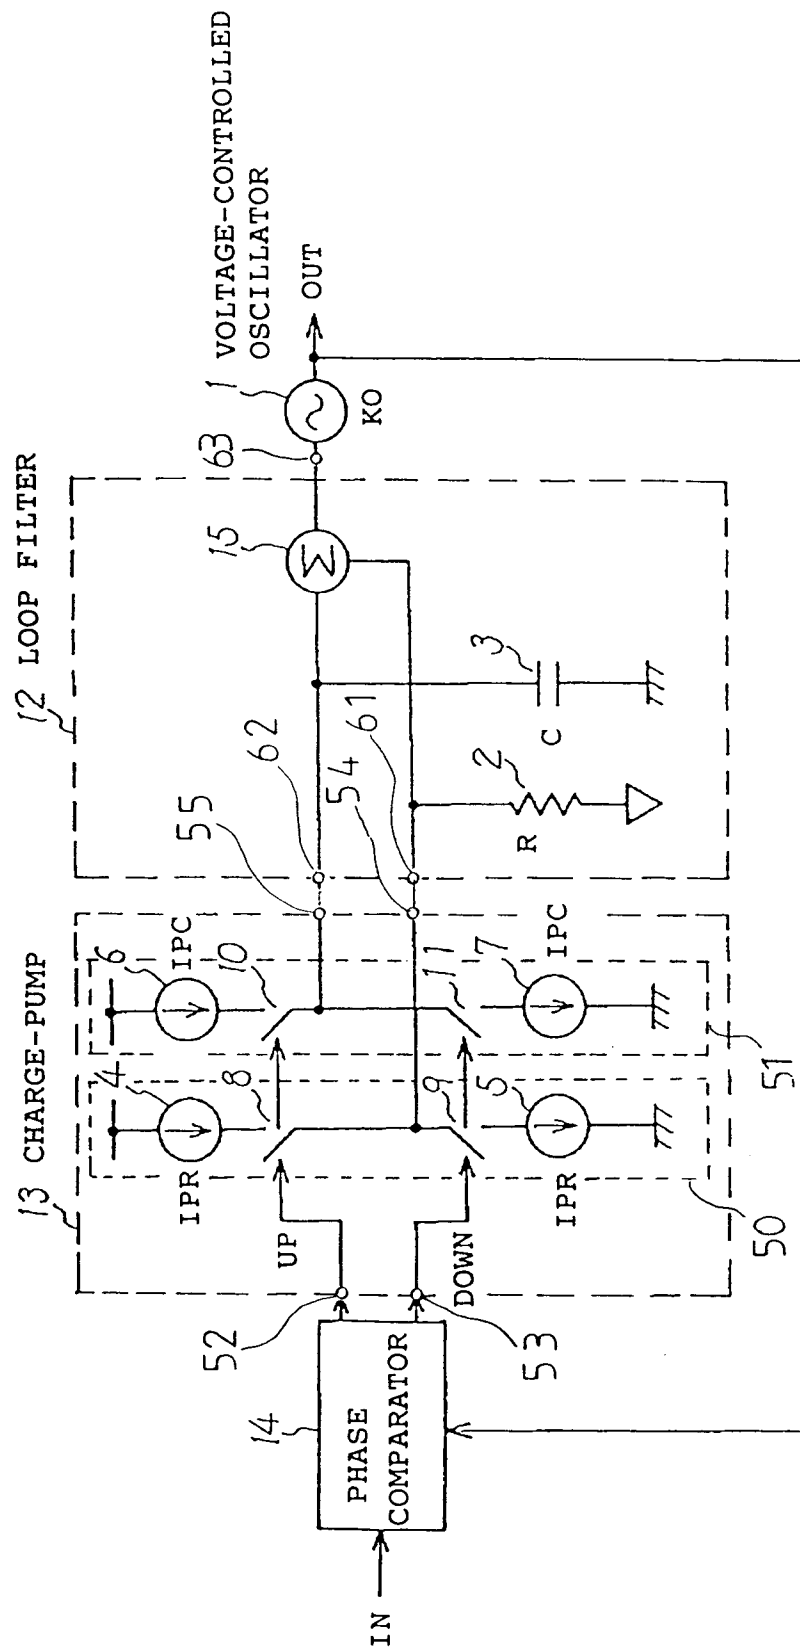 13 CHARGE-PUMP
12 LOOP FILTER
VOLTAGE-CONTROLLED
OSCILLATOR
4
6
IPR
IPC
8
10
55
62
15
63
1
OUT
KO
UP
52
54
61
14
PHASE
COMPARATOR
IN
53
DOWN
9
11
5
7
IPR
IPC
2
R
3
C
50
51